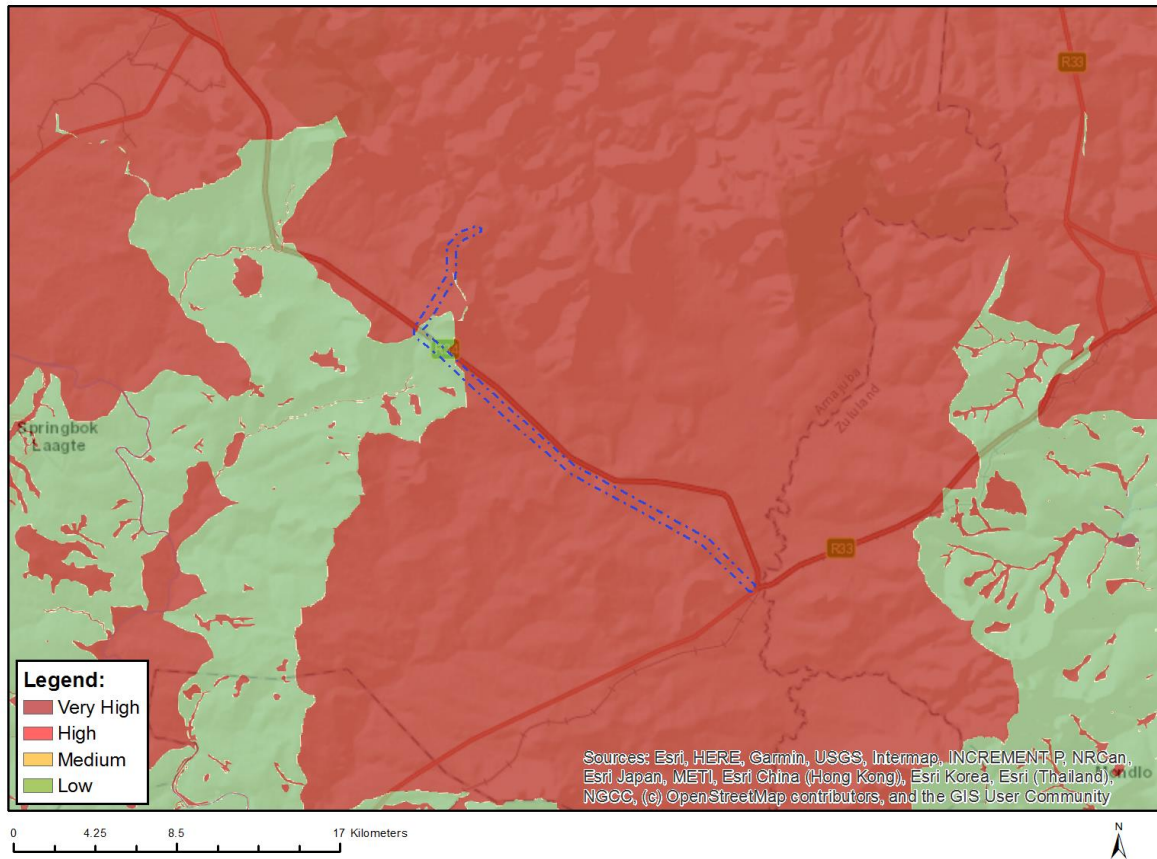 R33
Springbok
Laagte
Amajuba
Zululand
R33
Legend:
Very High
High
Medium
Low
Sources: Esri, HERE, Garmin, USGS, Intermap, INCREMENT P, NRCan,
Esri Japan, METI, Esri China (Hong Kong), Esri Korea, Esri (Thailand),
NGCC, (c) OpenStreetMap contributors, and the GIS User Community
0 4.25 8.5 17 Kilometers
N